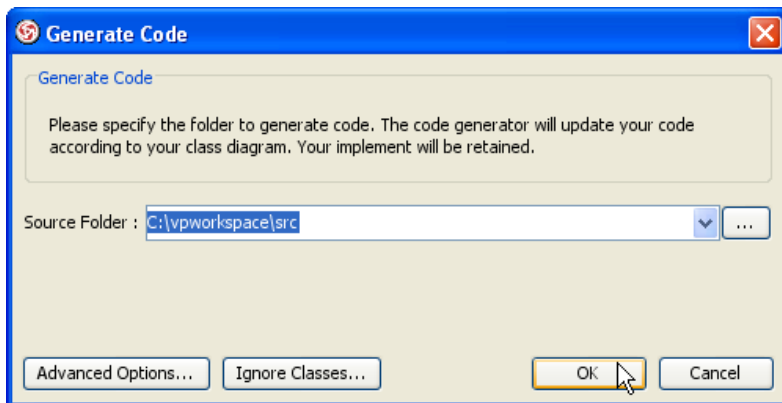 Generate Code
Generate Code
Please specify the folder to generate code. The code generator will update your code
according to your class diagram. Your implement will be retained.
Source Folder : C:\vpworkspace\src ...
Advanced Options... Ignore Classes... OK Cancel